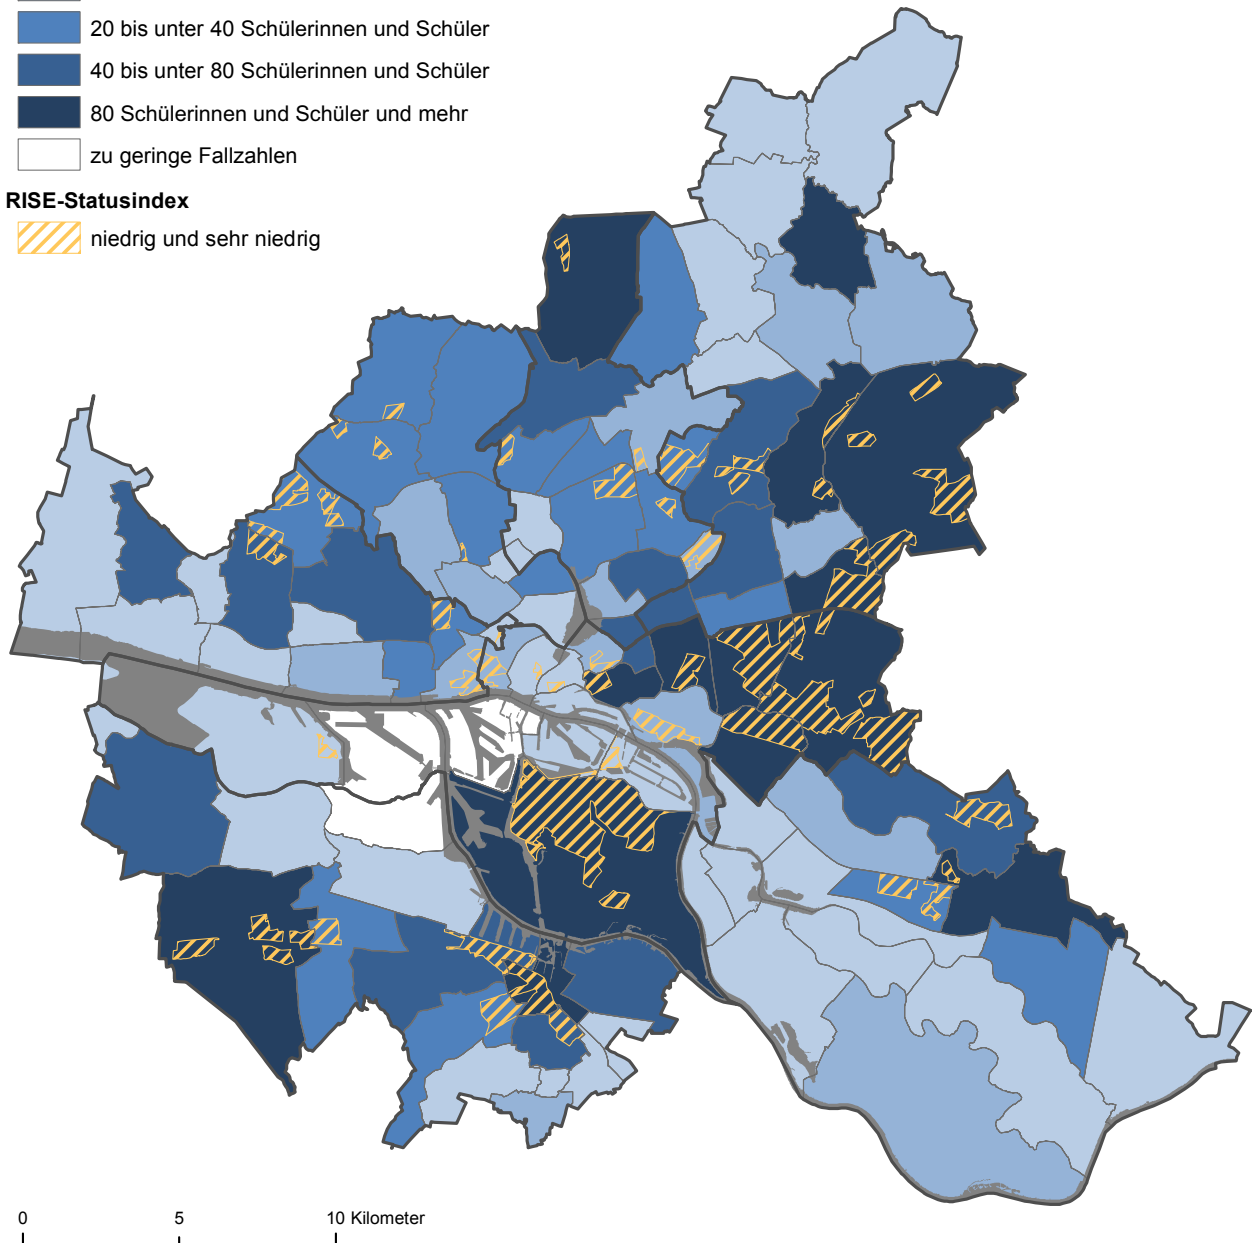 20 bis unter 40 Schülerinnen und Schüler
40 bis unter 80 Schülerinnen und Schüler
80 Schülerinnen und Schüler und mehr
zu geringe Fallzahlen
RISE-Statusindex
niedrig und sehr niedrig
0 5 10 Kilometer